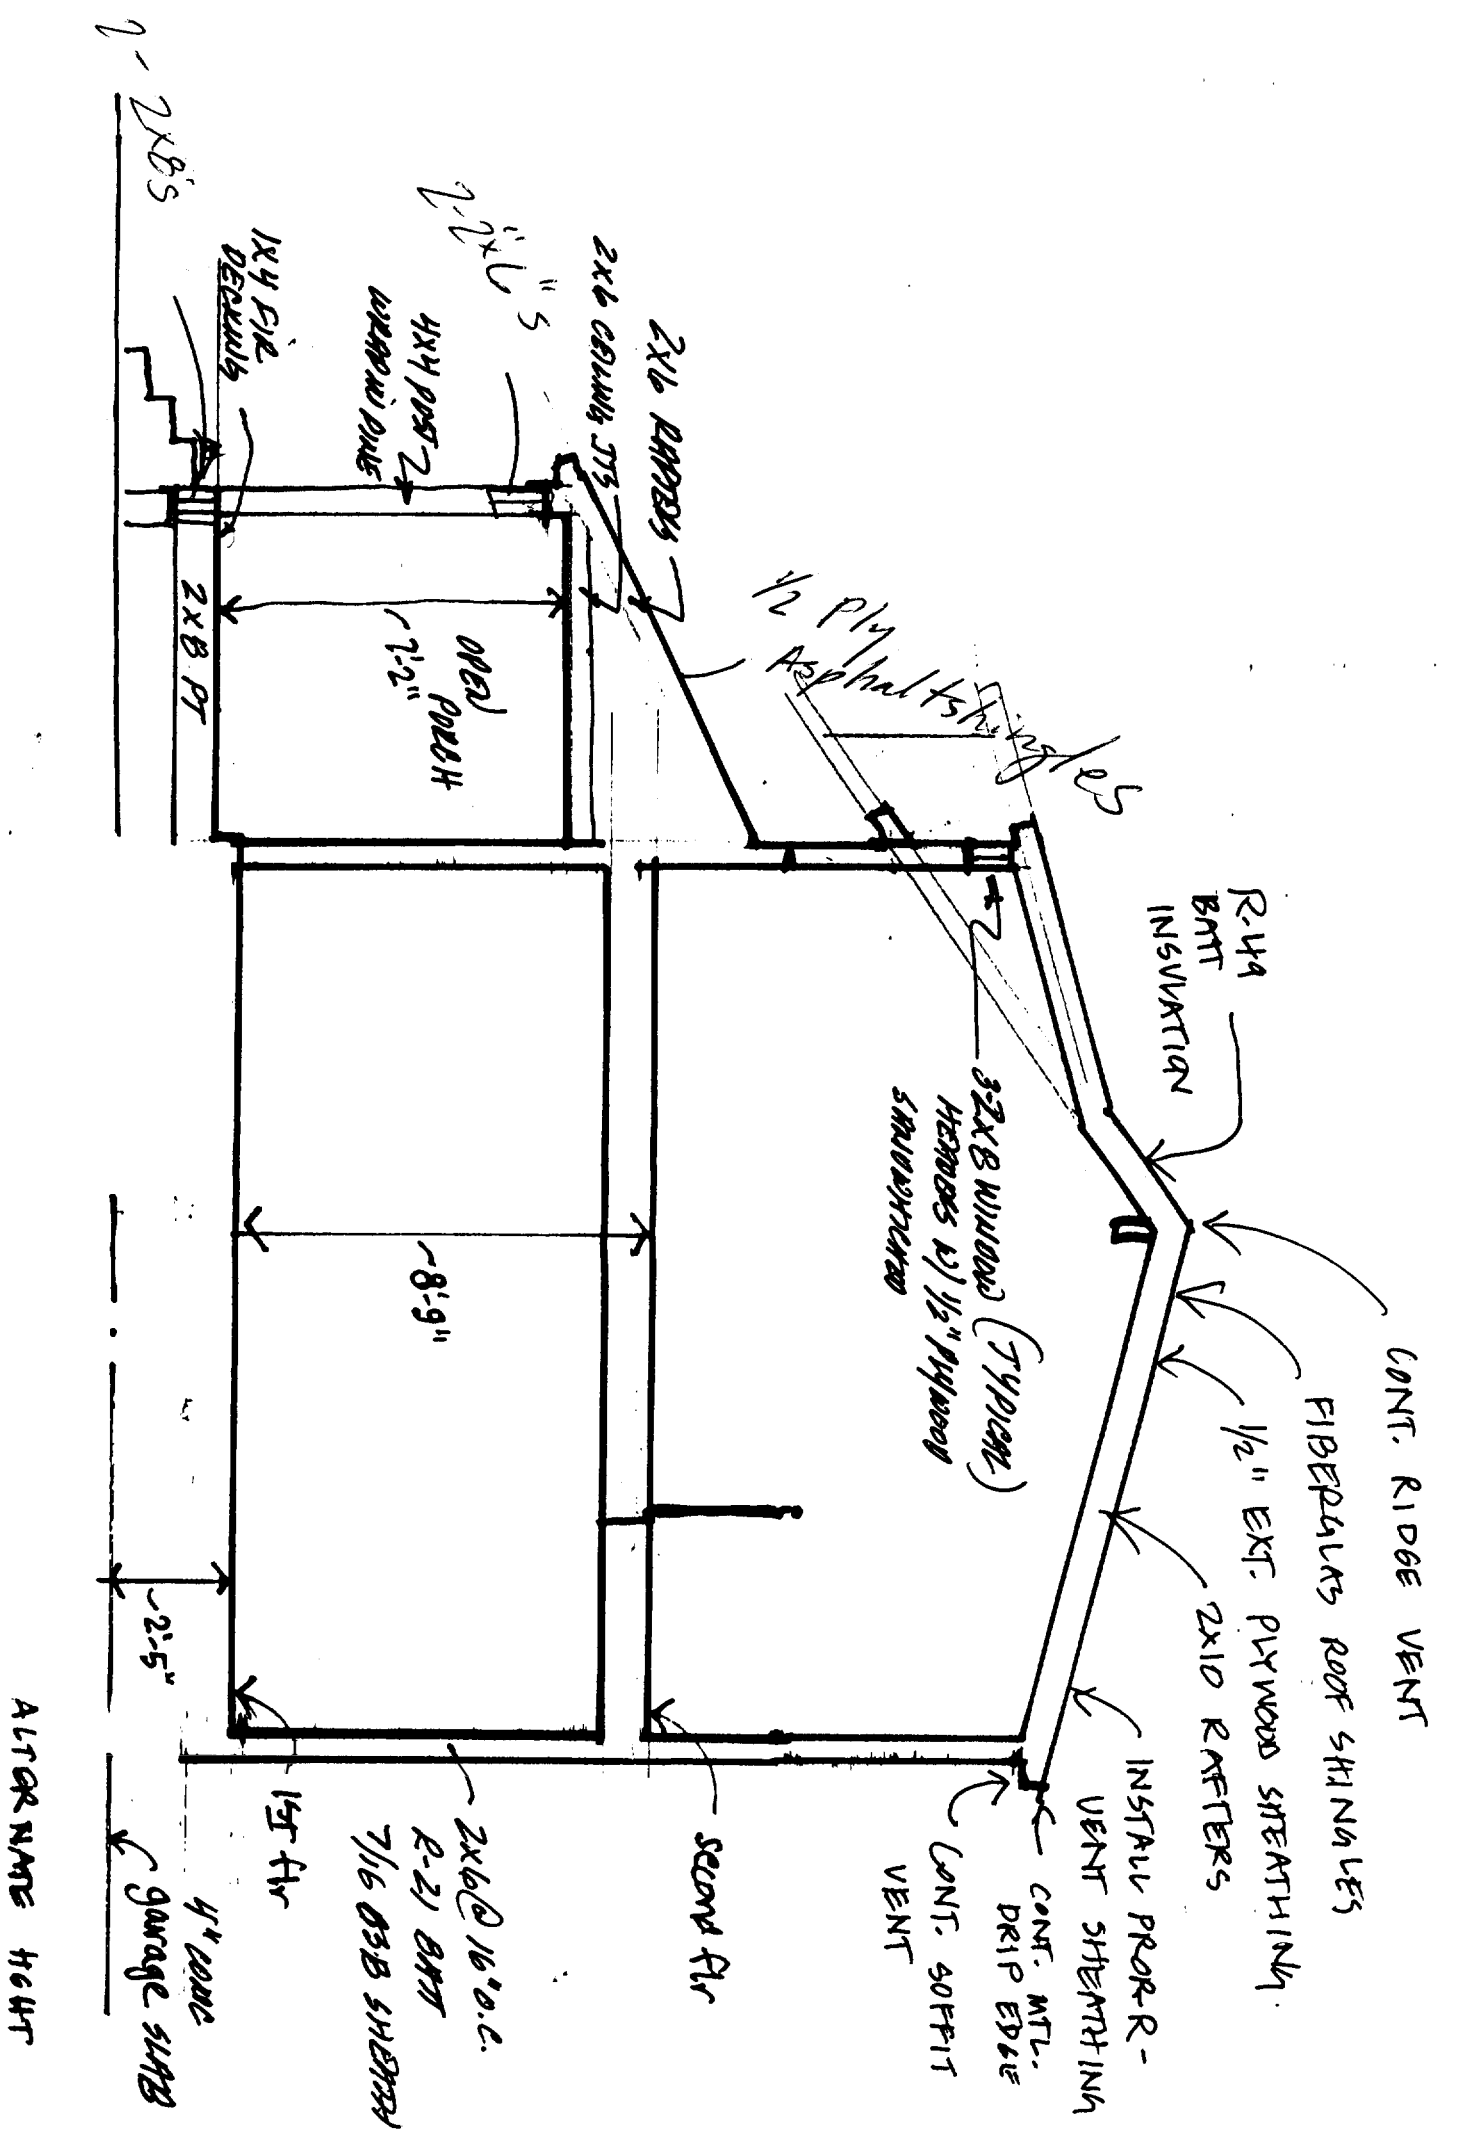 CONT. RIDGE VENT
FIBERGLAS ROOF SHINGLES
1/2" EXT. PLYWOOD SHEATHING
2X10 RAFTERS
INSTALL PROR-R-
VENT SHEATHING
CONT. MTL.
DRIP EDGE
CONT. SOFFIT
VENT
R-49
BATT
INSULATION
1/2 ply
Asphalt shingles
3-2X8 WINDOW (TYPICAL)
HEADERS W/ 1/2" PLYWOOD
SANDWICHED
2X6 RAFTERS
2X6 CEILING JTS
2-2x6"s
4X4 POST
WRAP W/ PINE
1X4 FIR
DECKING
2-2x8's
OPEN PORCH
~7'-2"
2X8 PT
~8'-9"
~2'-5"
second flr
2X6@16"O.C.
R-21 BATT
7/16 OSB
1st flr
4" CONC
garage SLAB
ALTERNATE HGHT